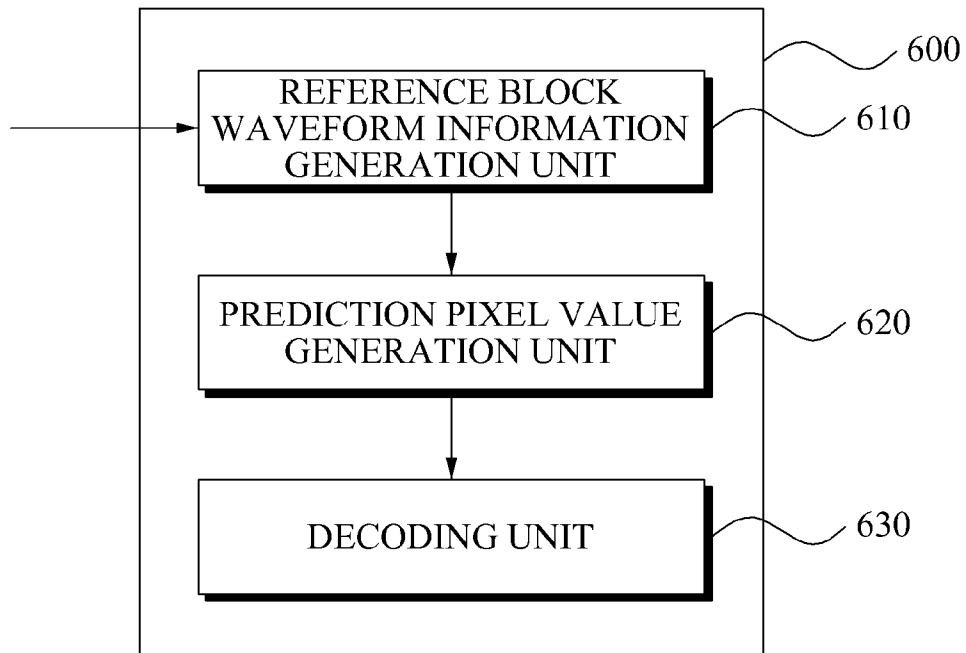 600
REFERENCE BLOCK
WAVEFORM INFORMATION
GENERATION UNIT
610
PREDICTION PIXEL VALUE
GENERATION UNIT
620
DECODING UNIT
630